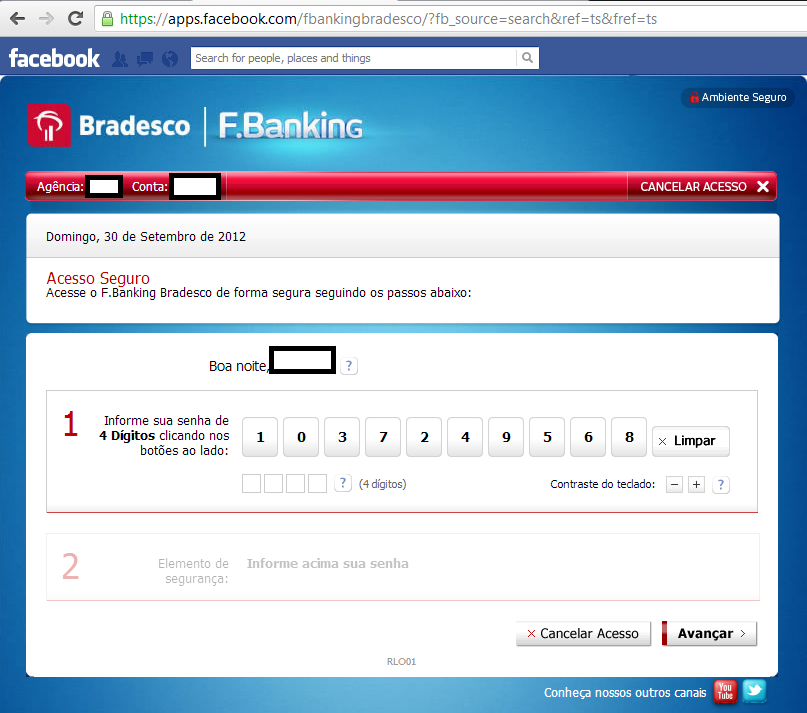 https://apps.facebook.com/fbankingbradesco/?fb_source=search&ref=ts&fref=ts
facebook
Search for people, places and things
Ambiente Seguro
Bradesco F.Banking
Agência: Conta: CANCELAR ACESSO
Domingo, 30 de Setembro de 2012
Acesso Seguro
Acesse o F.Banking Bradesco de forma segura seguindo os passos abaixo:
Boa noite, ?
1
Informe sua senha de
4 Dígitos clicando nos
botões ao lado:
1 0 3 7 2 4 9 5 6 8 × Limpar
? (4 dígitos) Contraste do teclado: − + ?
2
Elemento de
segurança:
Informe acima sua senha
× Cancelar Acesso Avançar >
RLO01
Conheça nossos outros canais You Tube